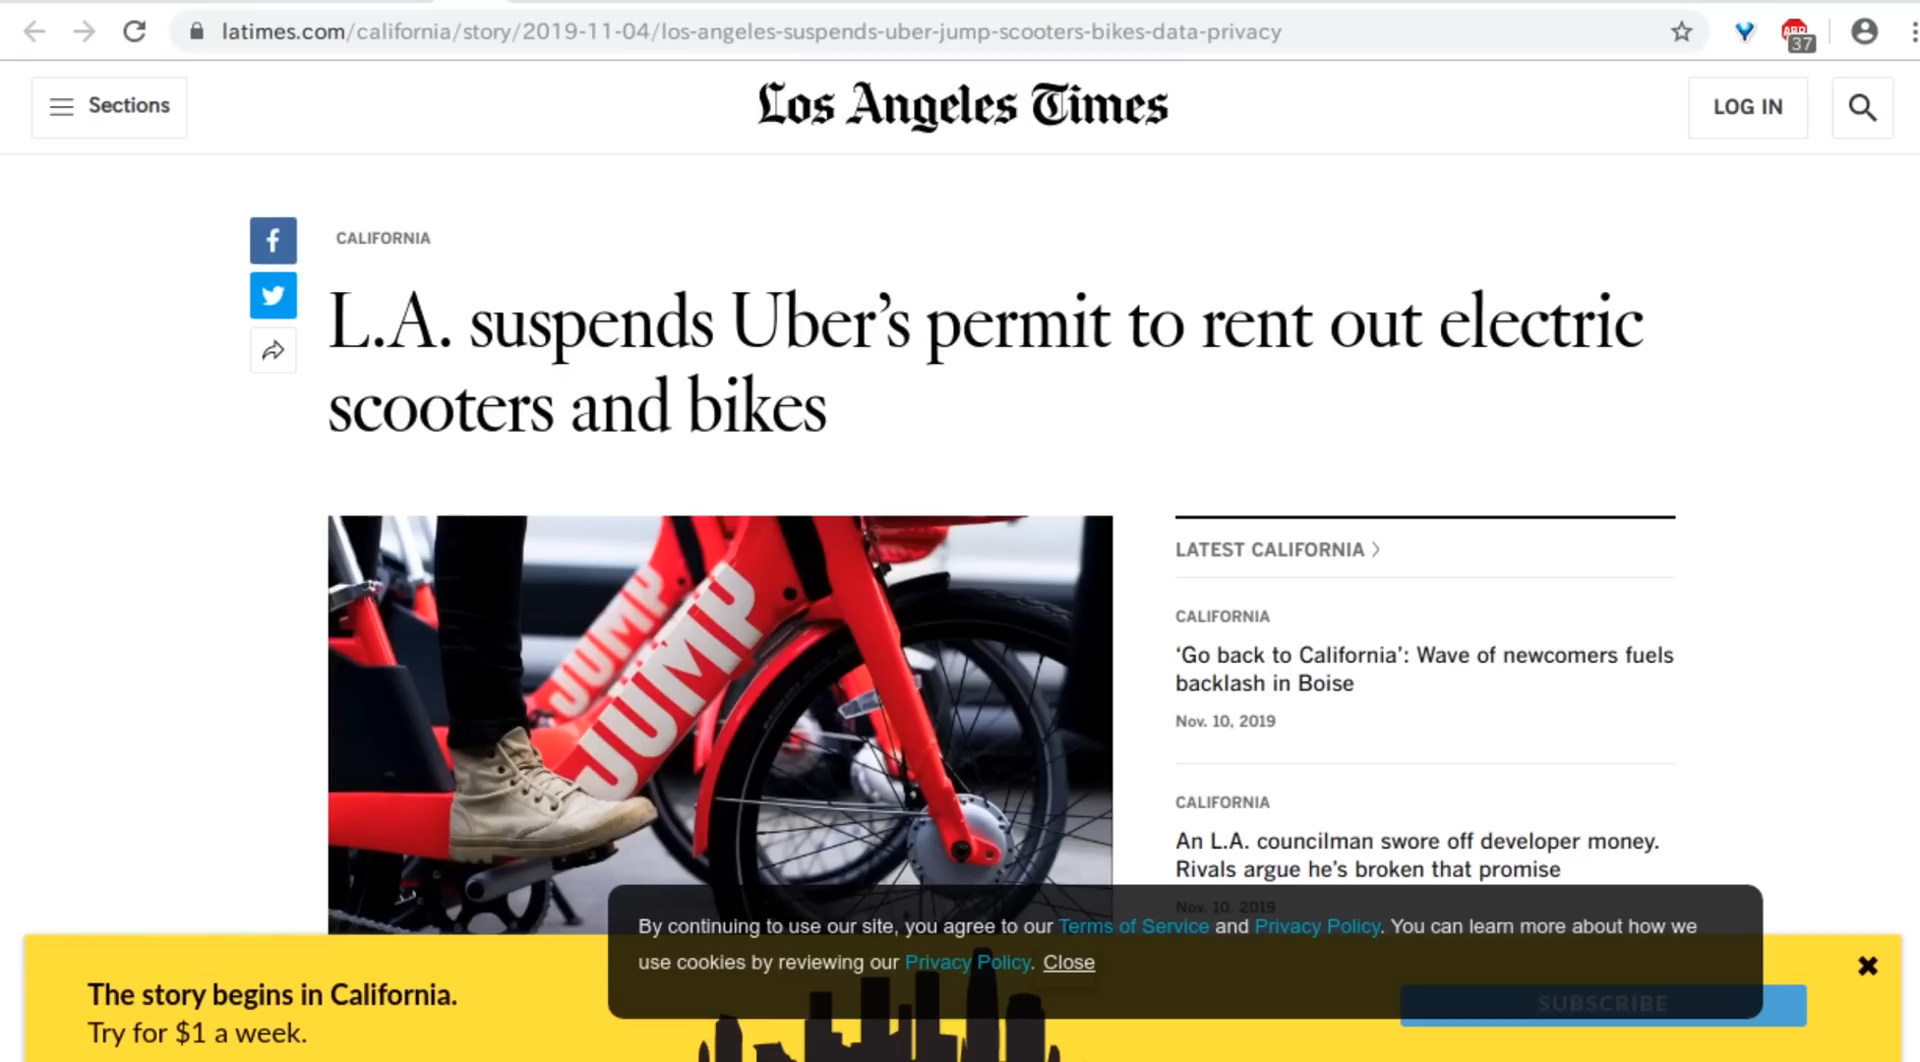 latimes.com/california/story/2019-11-04/los-angeles-suspends-uber-jump-scooters-bikes-data-privacy
ABP
37
Sections
Los Angeles Times
LOG IN
CALIFORNIA
L.A. suspends Uber’s permit to rent out electric
scooters and bikes
JUMP
JUMP
LATEST CALIFORNIA
CALIFORNIA
‘Go back to California’: Wave of newcomers fuels
backlash in Boise
Nov. 10, 2019
CALIFORNIA
An L.A. councilman swore off developer money.
Rivals argue he’s broken that promise
Nov. 10, 2019
By continuing to use our site, you agree to our Terms of Service and Privacy Policy. You can learn more about how we
use cookies by reviewing our Privacy Policy. Close
The story begins in California.
Try for $1 a week.
SUBSCRIBE